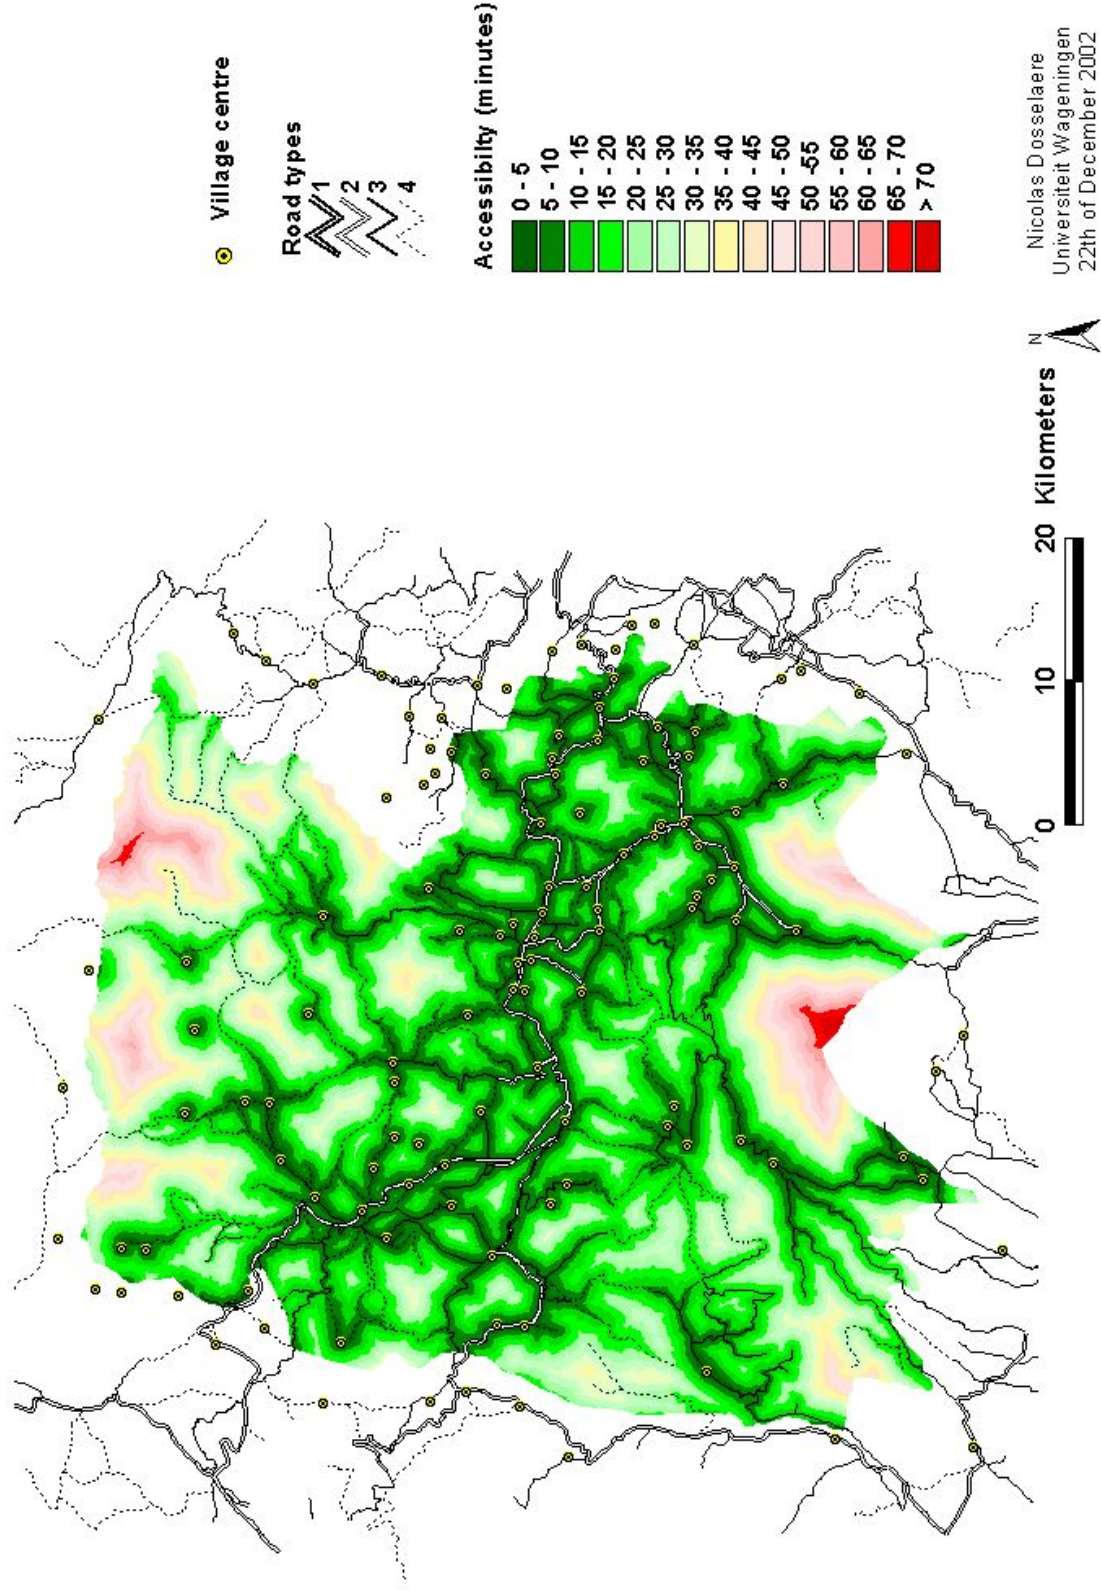 Village centre
Road types
1
2
3
4
Accessibilty (minutes)
0 - 5
5 - 10
10 - 15
15 - 20
20 - 25
25 - 30
30 - 35
35 - 40
40 - 45
45 - 50
50 -55
55 - 60
60 - 65
65 - 70
> 70
0
10
20
Kilometers
N
Nicolas Dosselaere
Universiteit Wageningen
22th of December 2002